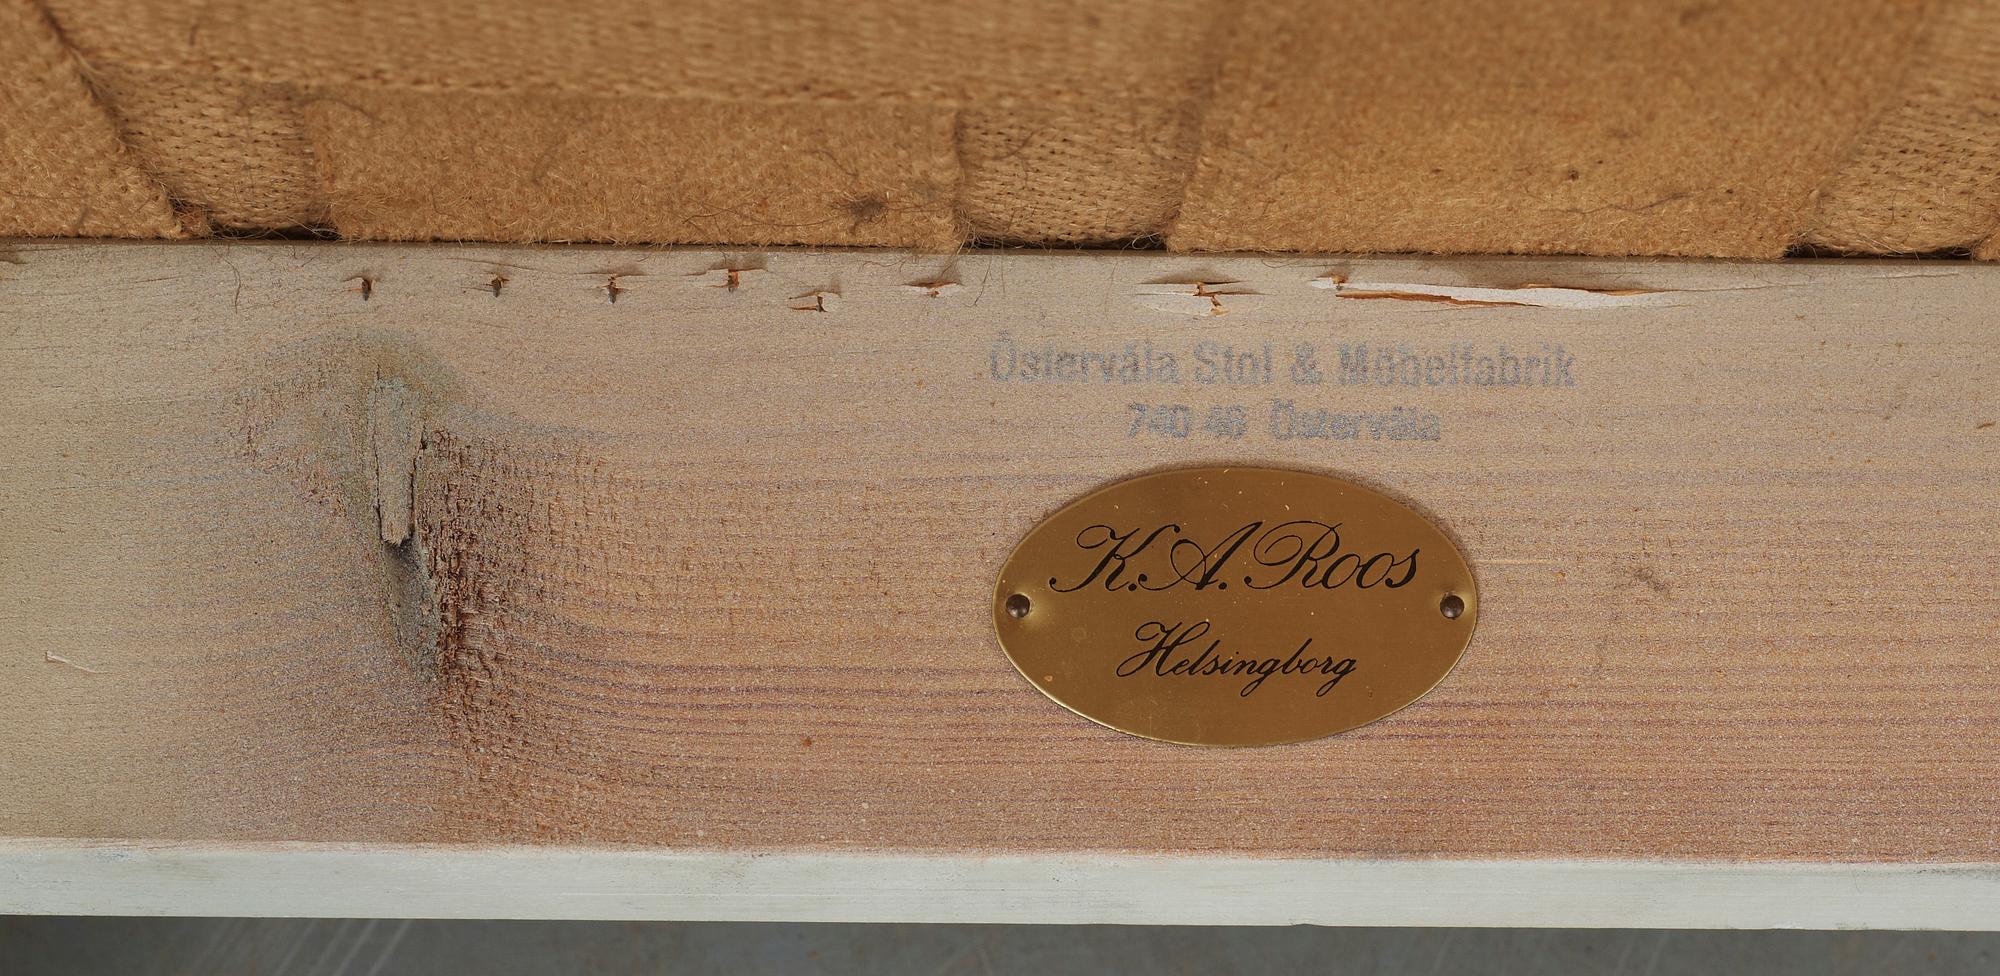 Östervåla Stol & Möbelfabrik
740 46 Östervåla
K.A. Roos
Helsingborg